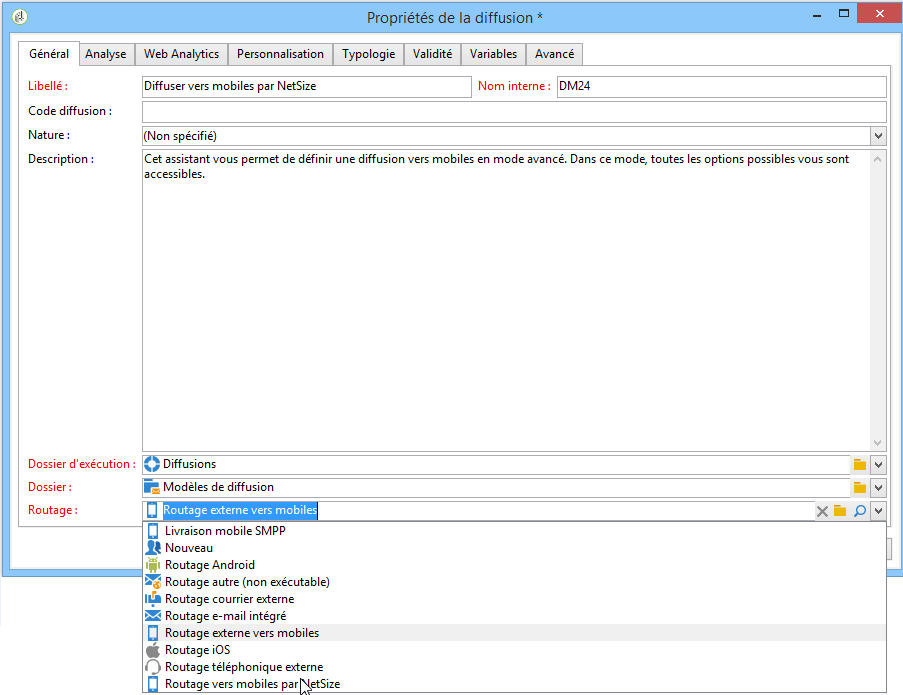 Propriétés de la diffusion *
Général Analyse Web Analytics Personnalisation Typologie Validité Variables Avancé
Libellé : Diffuser vers mobiles par NetSize Nom interne : DM24
Code diffusion :
Nature : (Non spécifié)
Description : Cet assistant vous permet de définir une diffusion vers mobiles en mode avancé. Dans ce mode, toutes les options possibles vous sont
accessibles.
Dossier d'exécution : Diffusions
Dossier : Modèles de diffusion
Routage : Routage externe vers mobiles
Livraison mobile SMPP
Nouveau
Routage Android
Routage autre (non exécutable)
Routage courrier externe
Routage e-mail intégré
Routage externe vers mobiles
Routage iOS
Routage téléphonique externe
Routage vers mobiles par NetSize